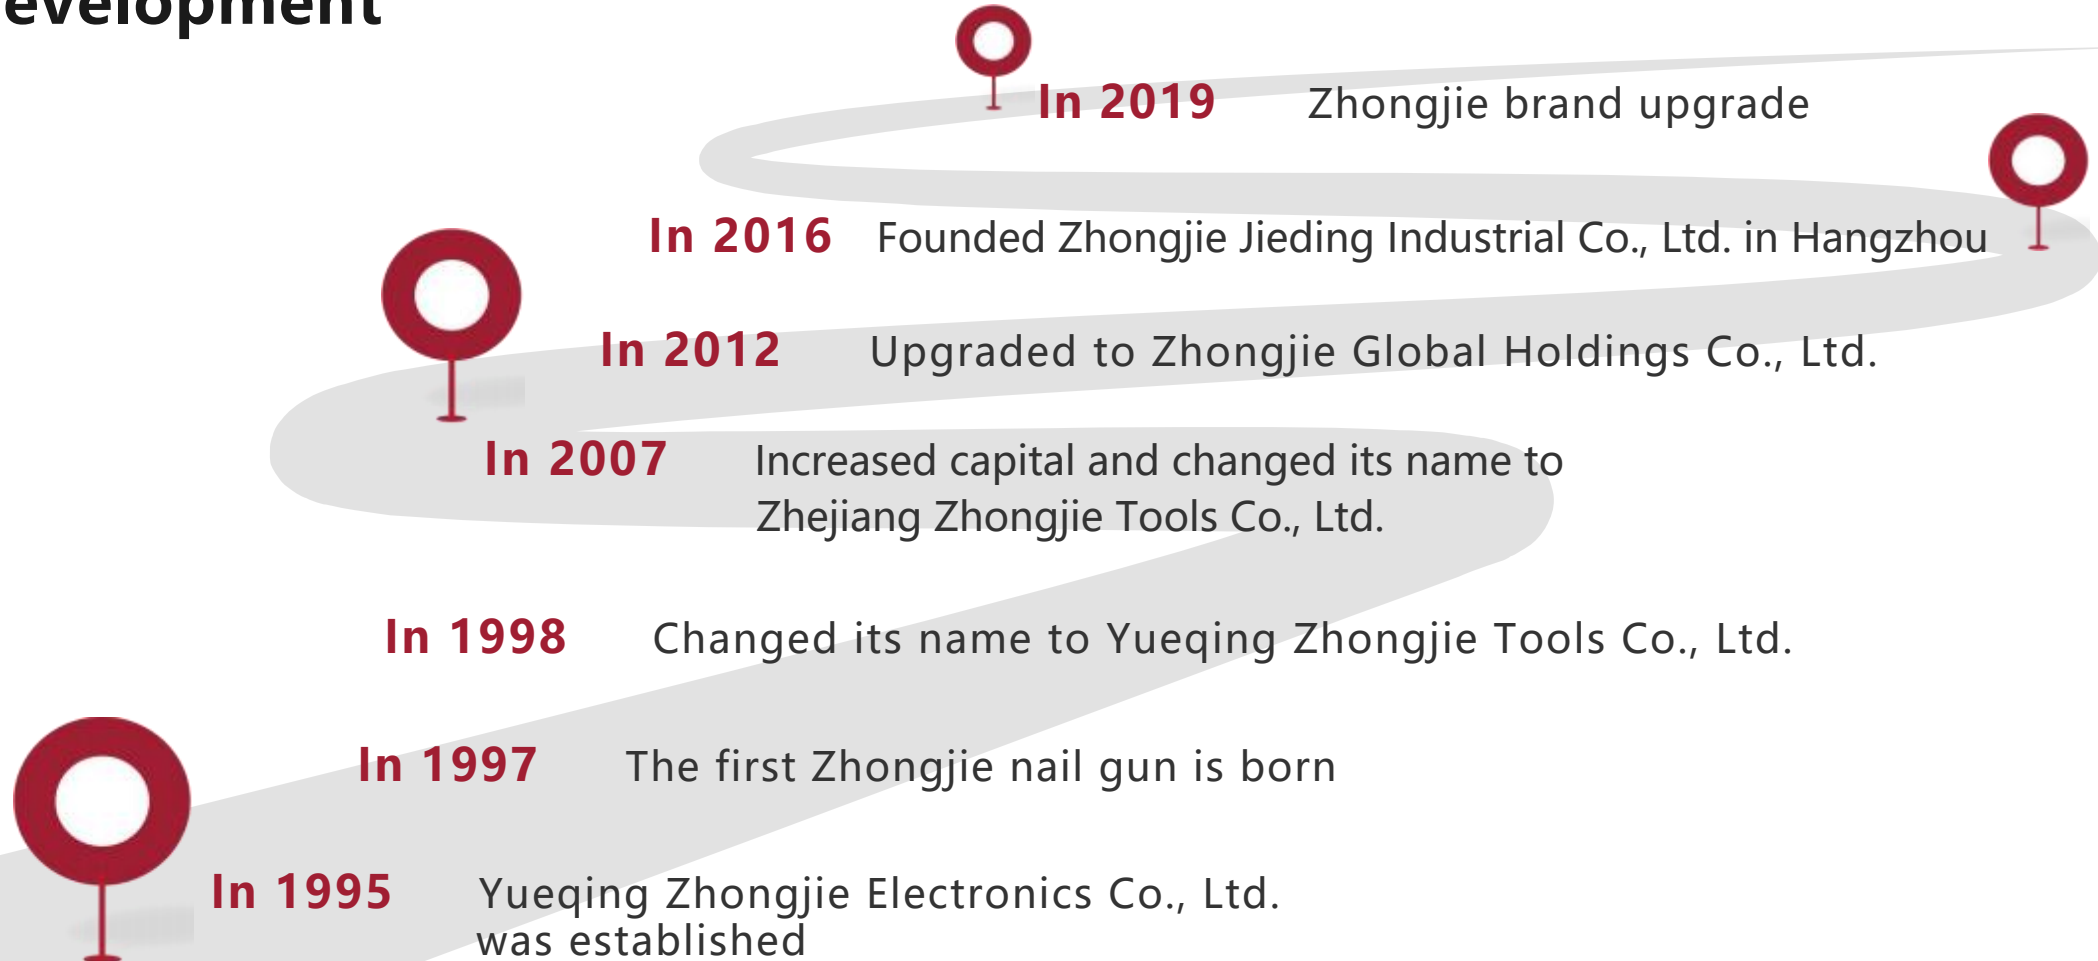 evelopment
In 2019 Zhongjie brand upgrade
In 2016 Founded Zhongjie Jieding Industrial Co., Ltd. in Hangzhou
In 2012 Upgraded to Zhongjie Global Holdings Co., Ltd.
In 2007 Increased capital and changed its name to
Zhejiang Zhongjie Tools Co., Ltd.
In 1998 Changed its name to Yueqing Zhongjie Tools Co., Ltd.
In 1997 The first Zhongjie nail gun is born
In 1995 Yueqing Zhongjie Electronics Co., Ltd.
was established